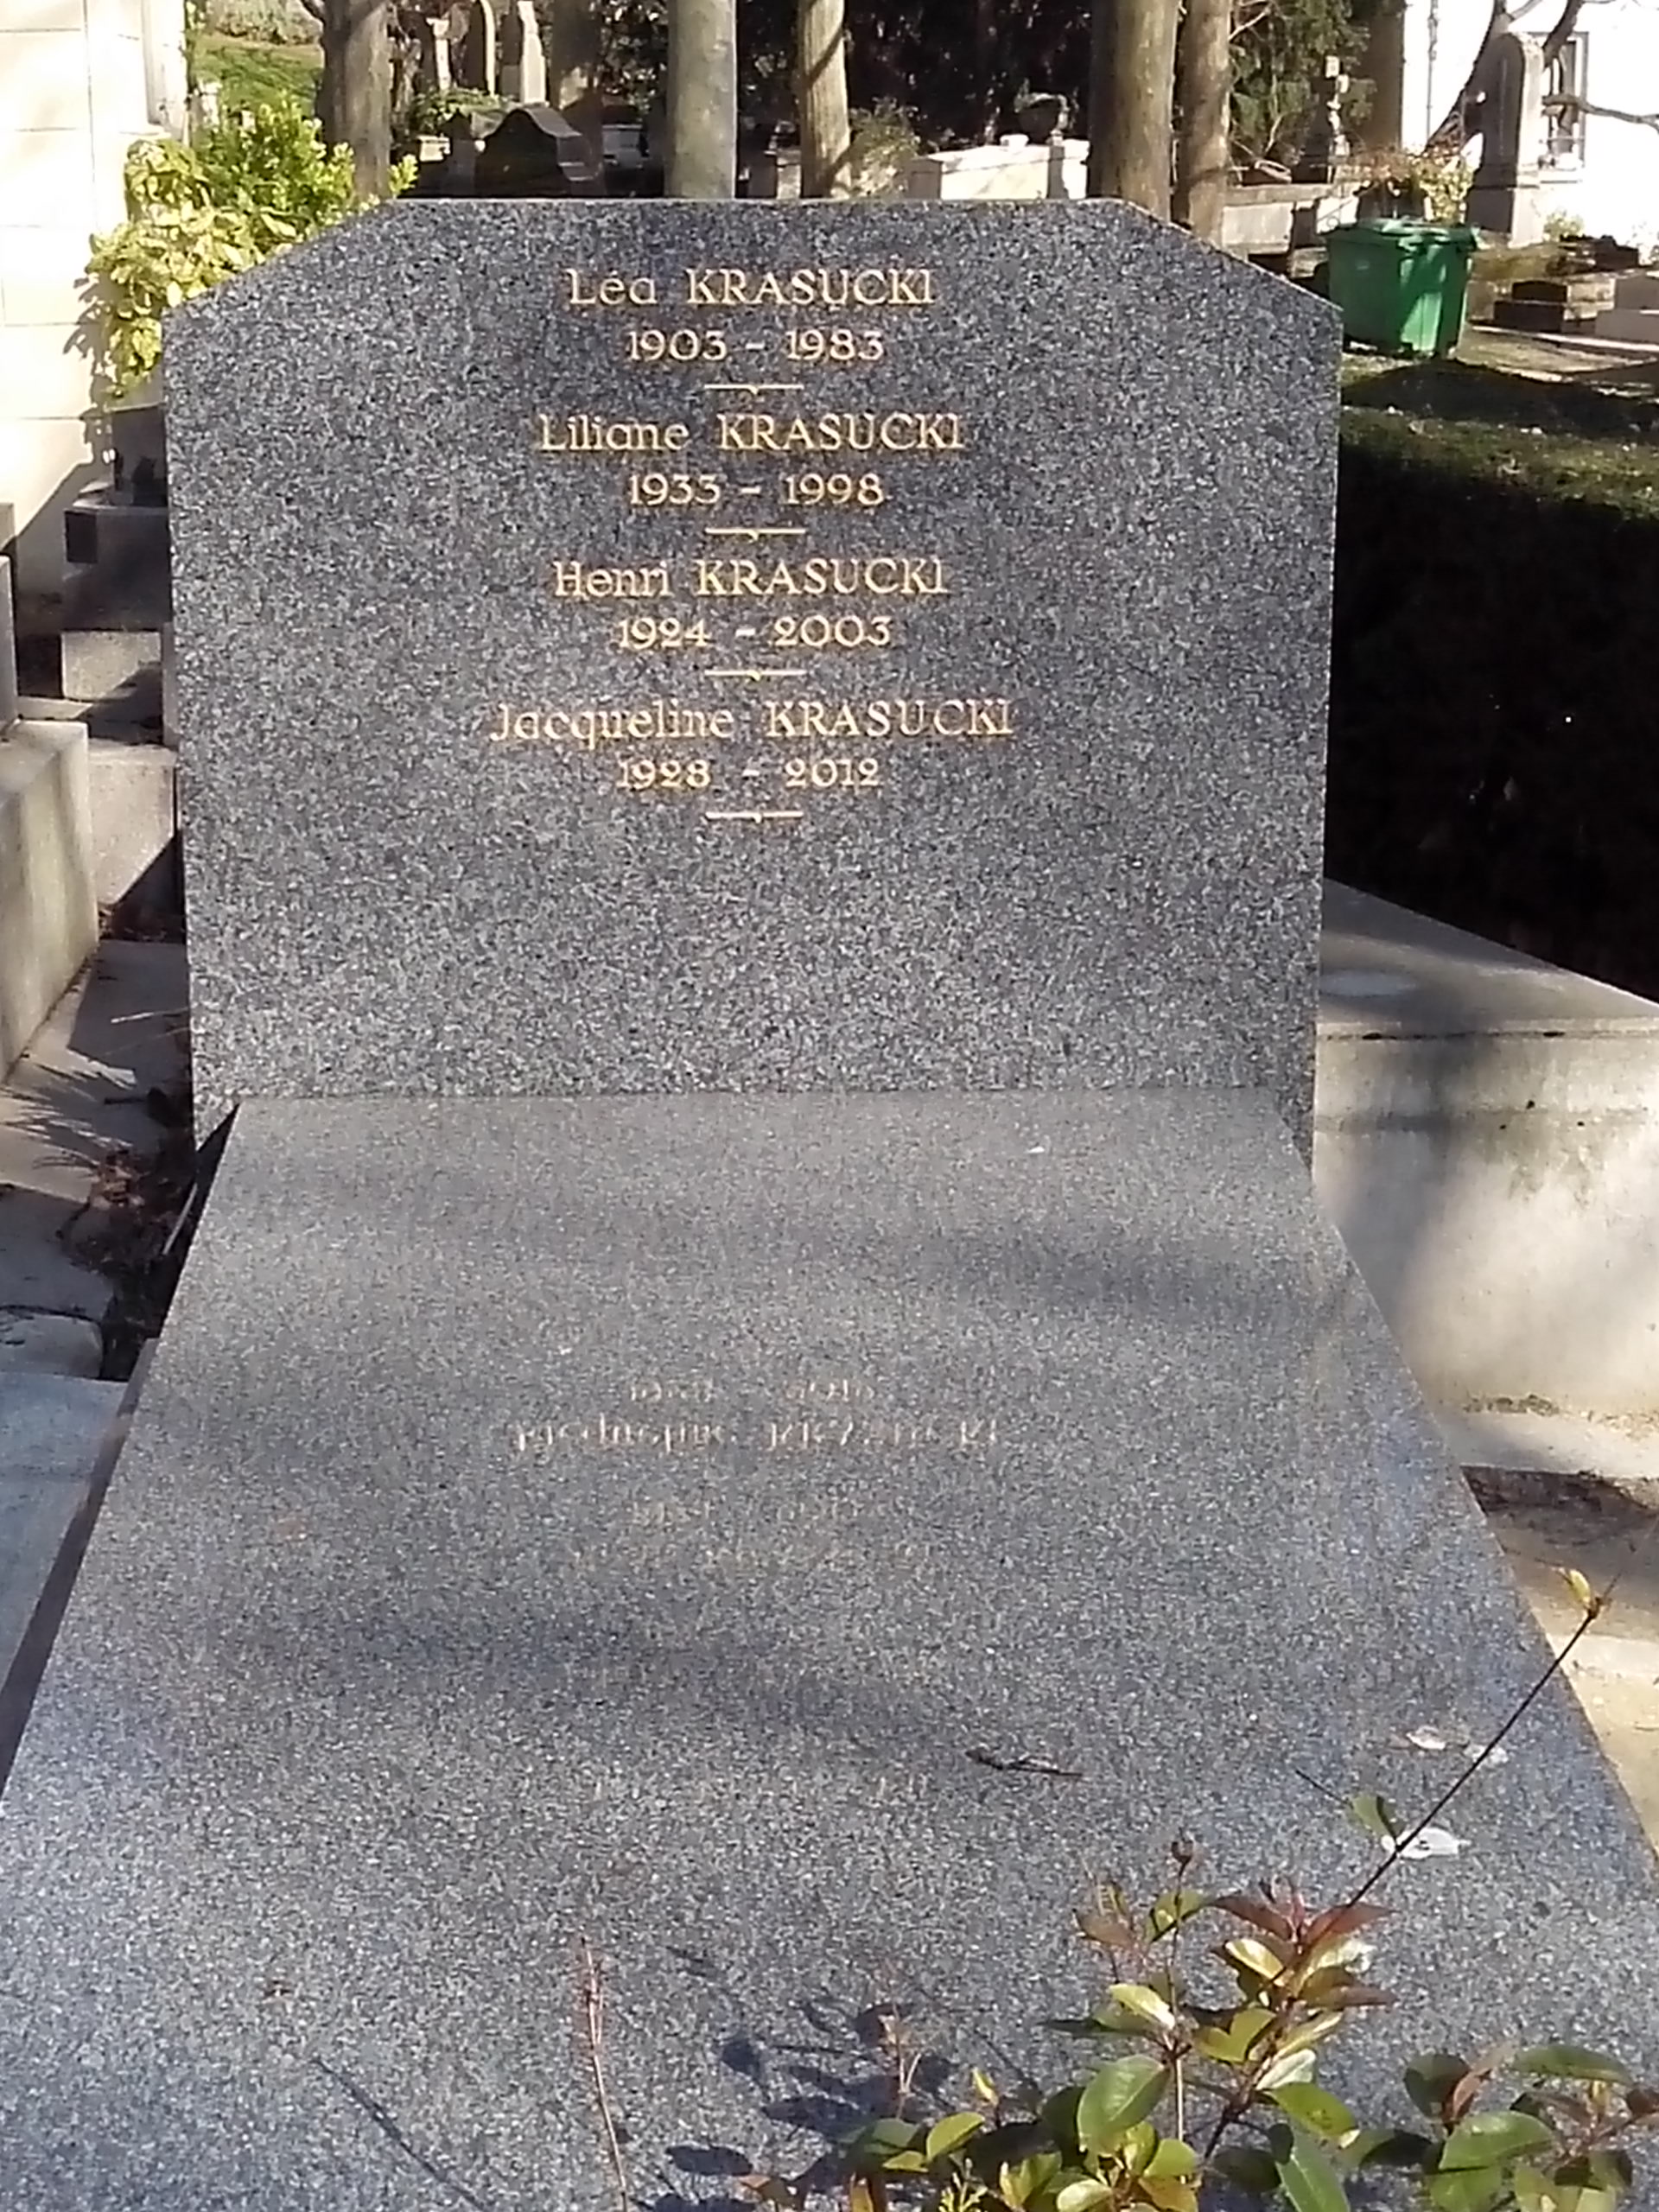 Léa KRASUCKI
1903 - 1983
Liliane KRASUCKI
1933 - 1998
Henri KRASUCKI
1924 - 2003
Jacqueline KRASUCKI
1928 - 2012